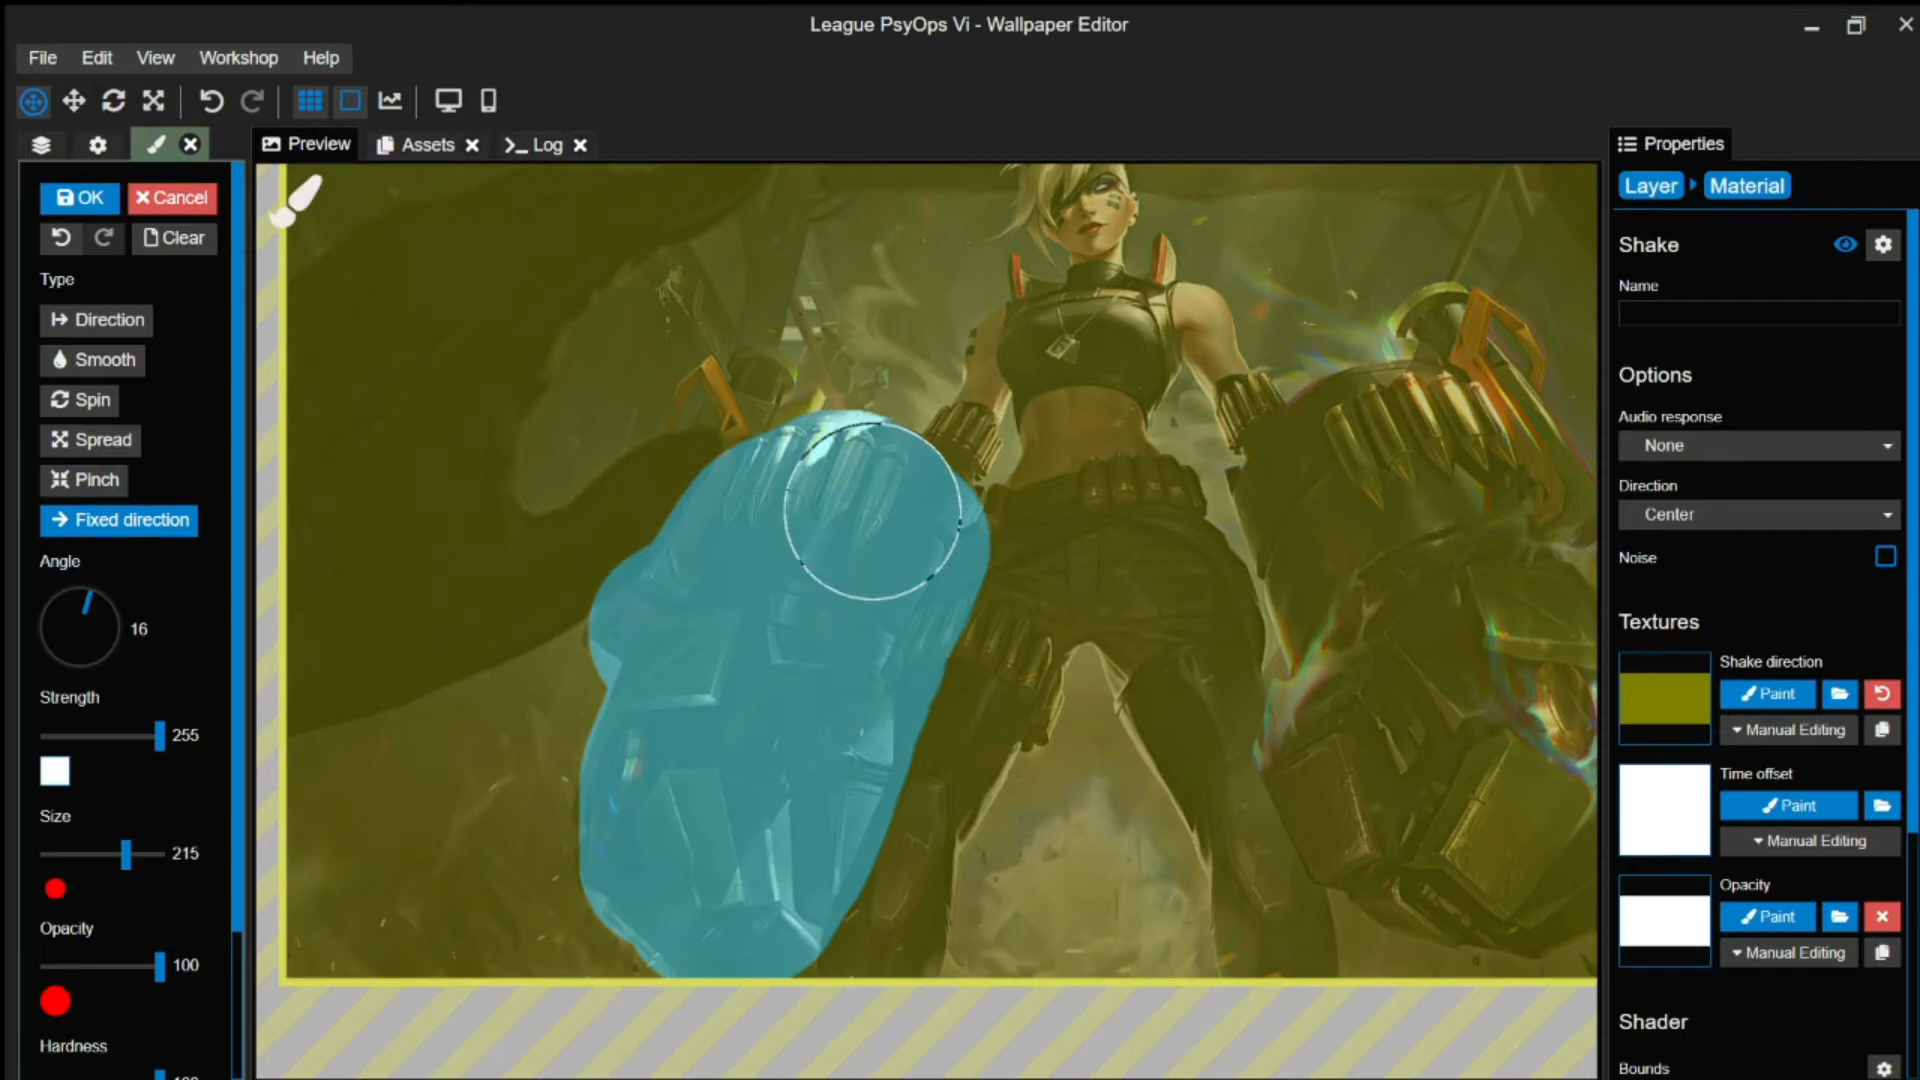 League PsyOps Vi - Wallpaper Editor
File Edit View Workshop Help
Preview Assets Log
Properties
OK Cancel
Clear
Type
Direction
Smooth
Spin
Spread
Pinch
Fixed direction
Angle
16
Strength
255
Size
215
Opacity
100
Hardness
Layer Material
Shake
Name
Options
Audio response
None
Direction
Center
Noise
Textures
Shake direction
Paint
Manual Editing
Time offset
Paint
Manual Editing
Opacity
Paint
Manual Editing
Shader
Bounds